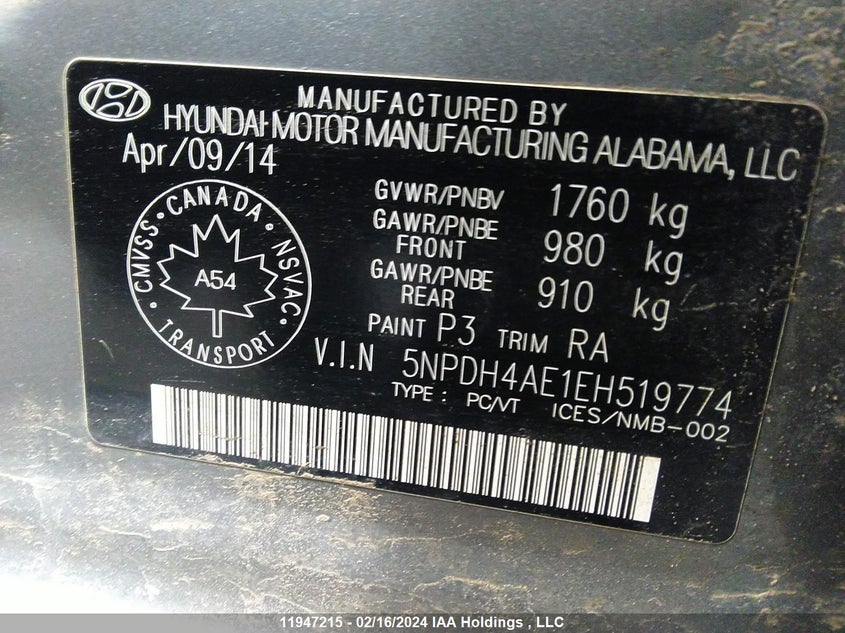 MANUFACTURED BY
HYUNDAI MOTOR MANUFACTURING ALABAMA, LLC
Apr/09/14
GVWR/PNBV 1760 kg
GAWR/PNBE FRONT 980 kg
GAWR/PNBE REAR 910 kg
PAINT P3 TRIM RA
CMVSS • CANADA • NSVAC • TRANSPORT •
A54
V.I.N 5NPDH4AE1EH519774
TYPE : PC/VT ICES/NMB-002
11947215 - 02/16/2024 IAA Holdings , LLC